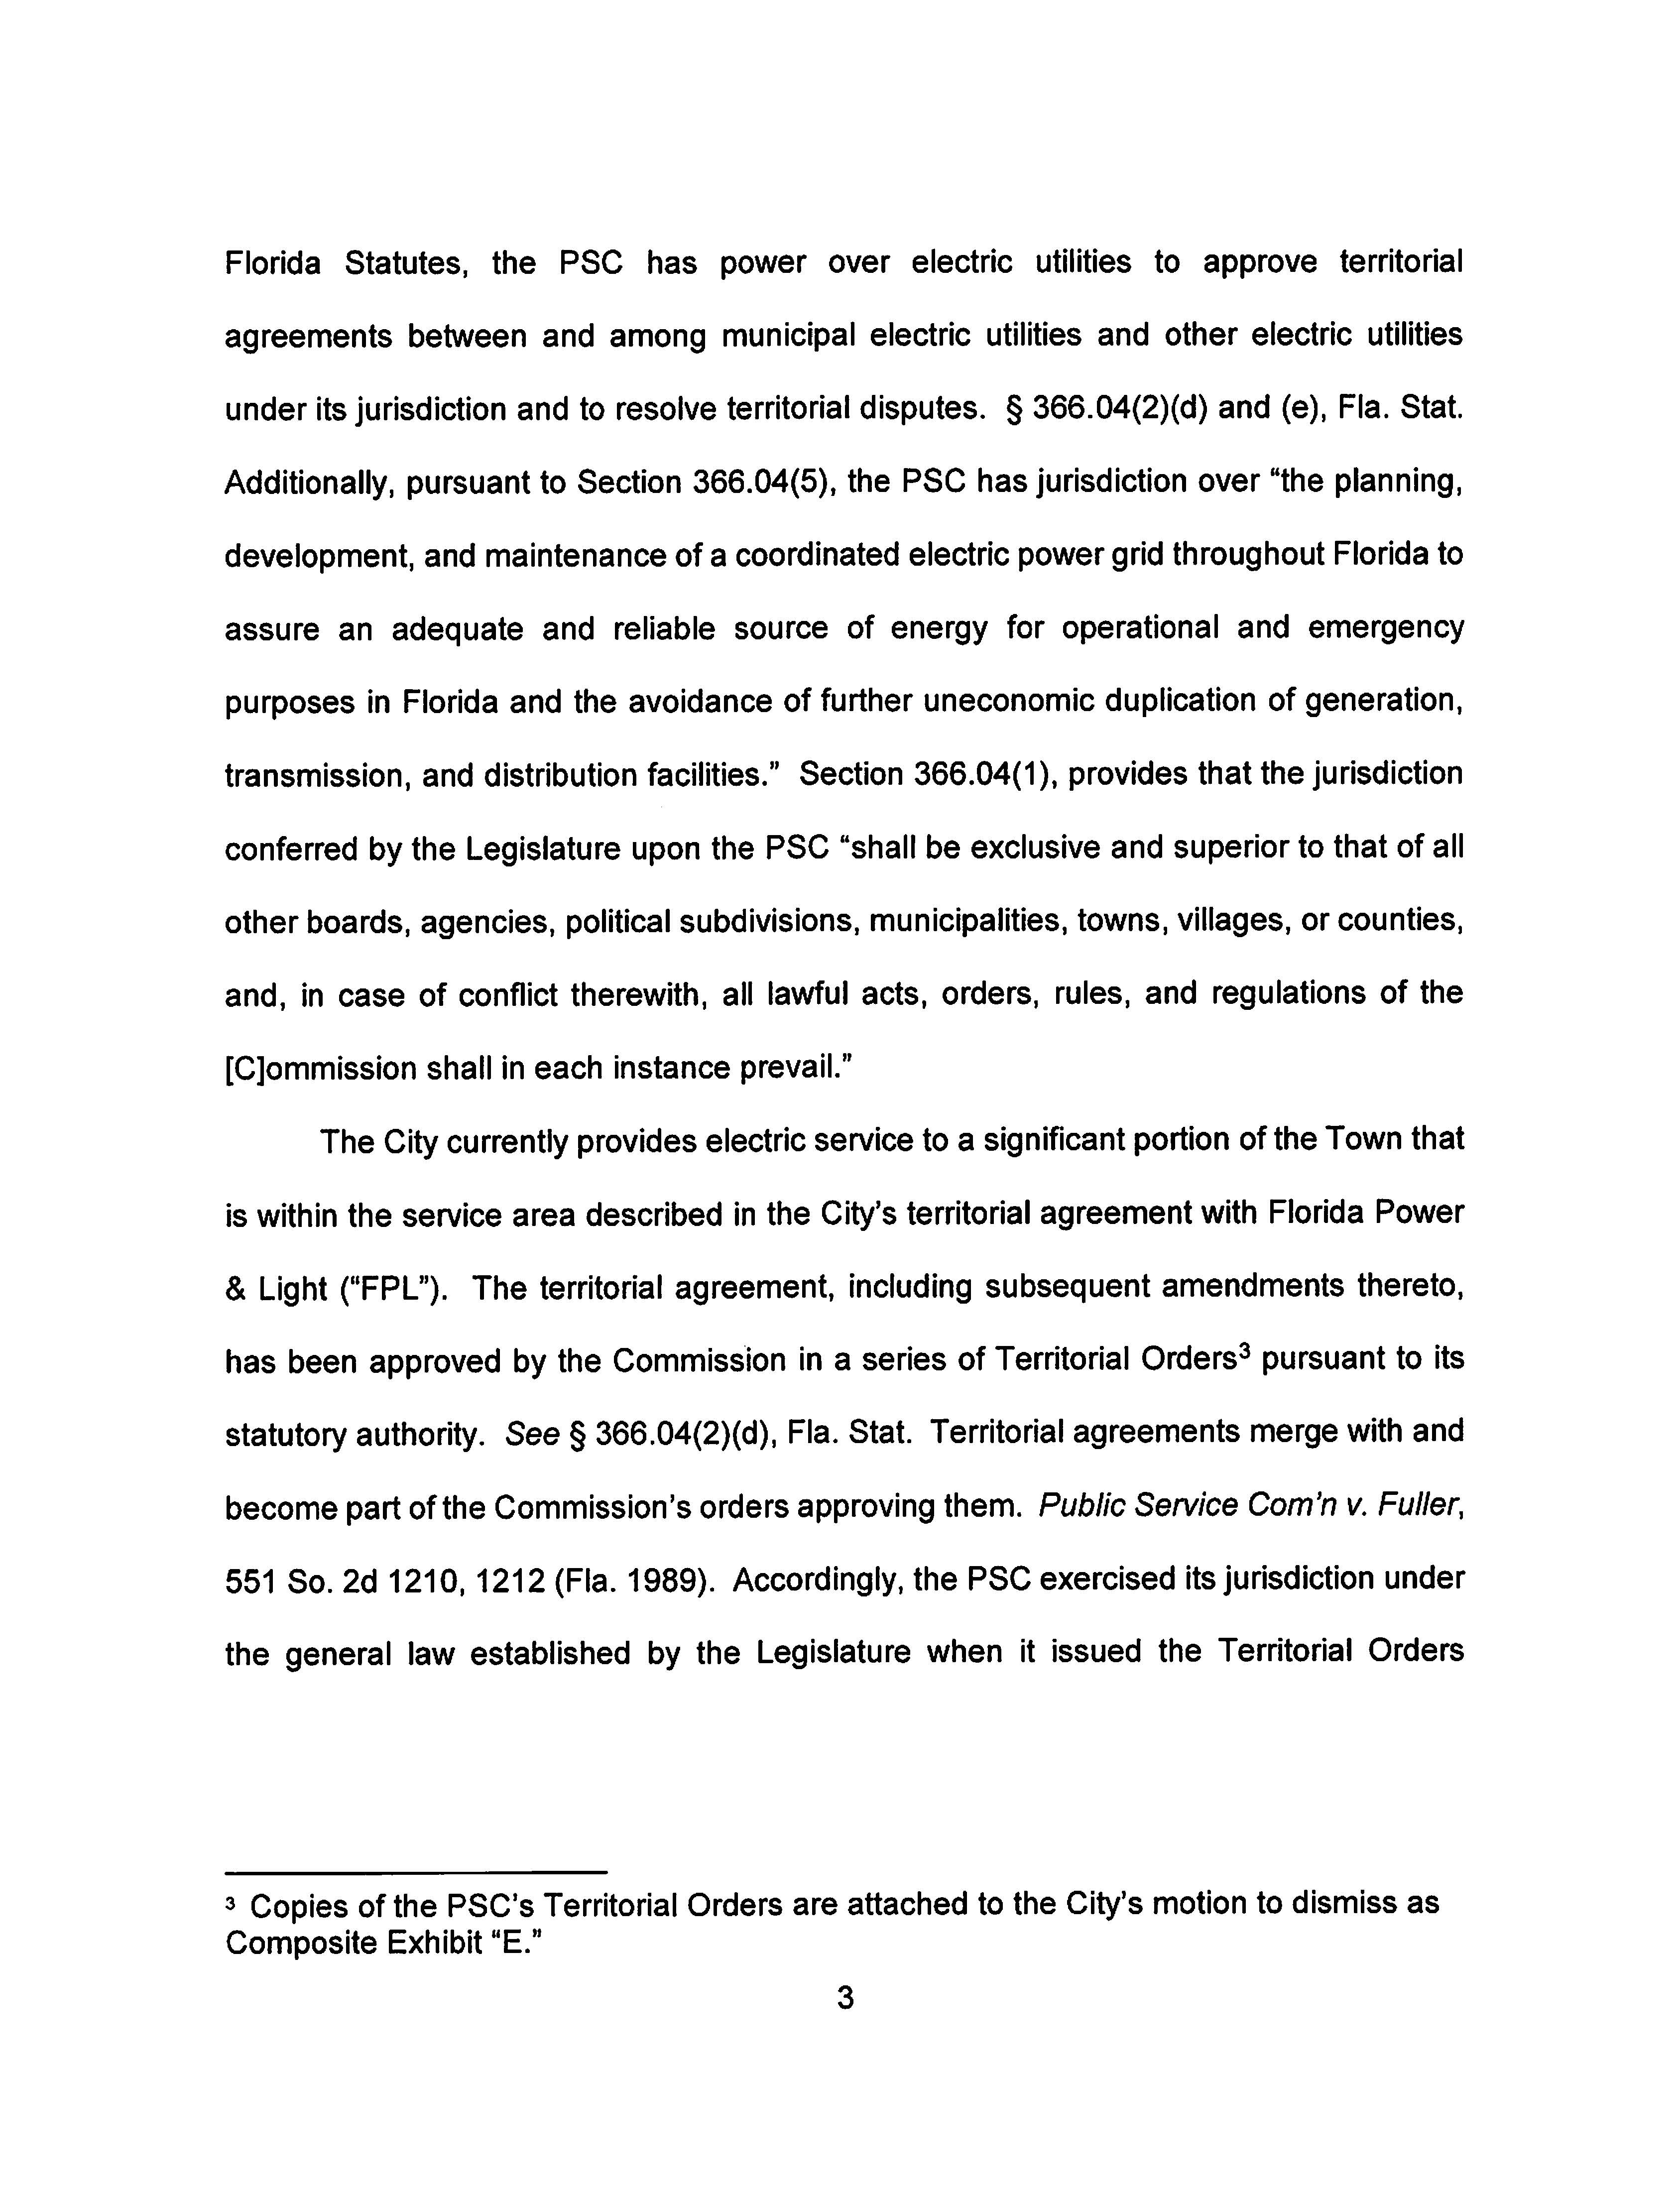 Florida Statutes, the PSC has power over electric utilities to approve territorial
agreements between and among municipal electric utilities and other electric utilities
under its jurisdiction and to resolve territorial disputes. § 366.04(2)(d) and (e), Fla. Stat.
Additionally, pursuant to Section 366.04(5), the PSC has jurisdiction over “the planning,
development, and maintenance of a coordinated electric power grid throughout Florida to
assure an adequate and reliable source of energy for operational and emergency
purposes in Florida and the avoidance of further uneconomic duplication of generation,
transmission, and distribution facilities.” Section 366.04(1), provides that the jurisdiction
conferred by the Legislature upon the PSC “shall be exclusive and superior to that of all
other boards, agencies, political subdivisions, municipalities, towns, villages, or counties,
and, in case of conflict therewith, all lawful acts, orders, rules, and regulations of the
[C]ommission shall in each instance prevail.”
The City currently provides electric service to a significant portion of the Town that
is within the service area described in the City’s territorial agreement with Florida Power
& Light (“FPL”). The territorial agreement, including subsequent amendments thereto,
has been approved by the Commission in a series of Territorial Orders³ pursuant to its
statutory authority. See § 366.04(2)(d), Fla. Stat. Territorial agreements merge with and
become part of the Commission’s orders approving them. Public Service Com’n v. Fuller,
551 So. 2d 1210, 1212 (Fla. 1989). Accordingly, the PSC exercised its jurisdiction under
the general law established by the Legislature when it issued the Territorial Orders
³ Copies of the PSC’s Territorial Orders are attached to the City’s motion to dismiss as
Composite Exhibit “E.”
3